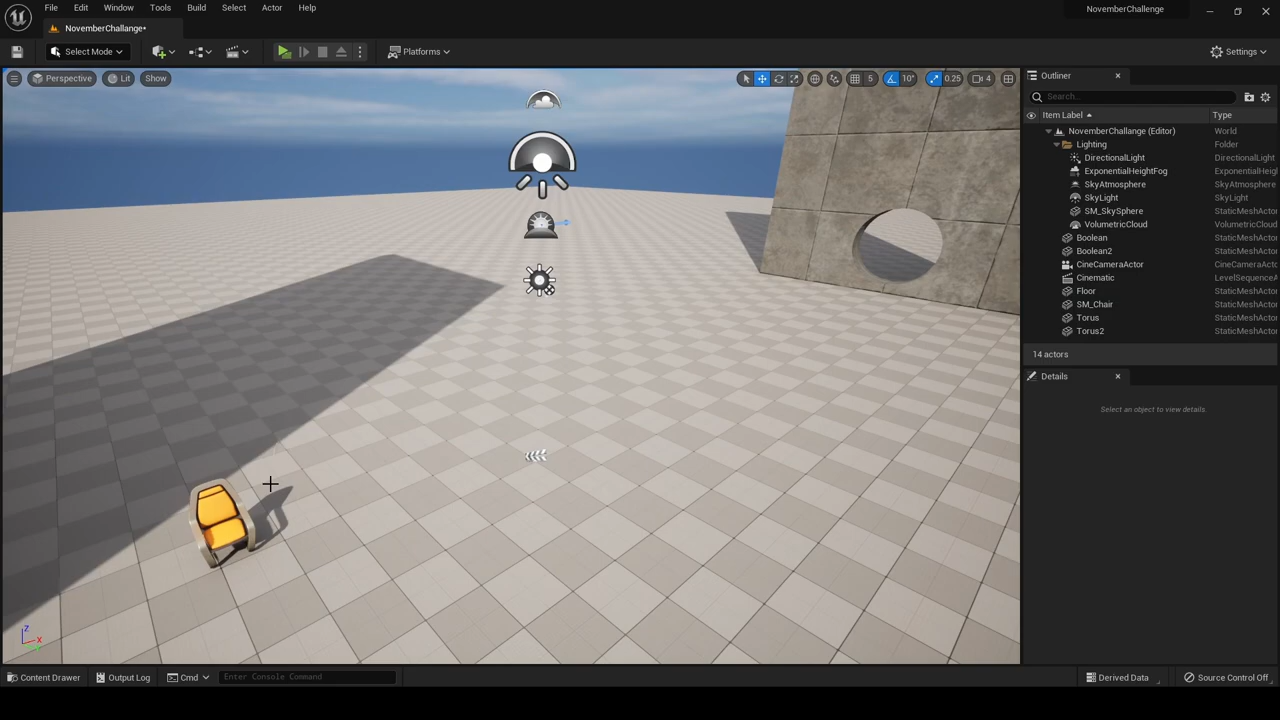 File Edit Window Tools Build Select Actor Help
NovemberChallenge
NovemberChallange*
Select Mode
Platforms
Settings
Perspective Lit Show
5 10° 0.25 4
Outliner
Search...
Item Label Type
NovemberChallange (Editor) World
Lighting Folder
DirectionalLight DirectionalLight
ExponentialHeightFog ExponentialHeigh
SkyAtmosphere SkyAtmosphere
SkyLight SkyLight
SM_SkySphere StaticMeshActor
VolumetricCloud VolumetricCloud
Boolean StaticMeshActor
Boolean2 StaticMeshActor
CineCameraActor CineCameraActo
Cinematic LevelSequenceA
Floor StaticMeshActor
SM_Chair StaticMeshActor
Torus StaticMeshActor
Torus2 StaticMeshActor
14 actors
Details
Select an object to view details.
Z
X
Content Drawer Output Log Cmd Enter Console Command Derived Data Source Control Off